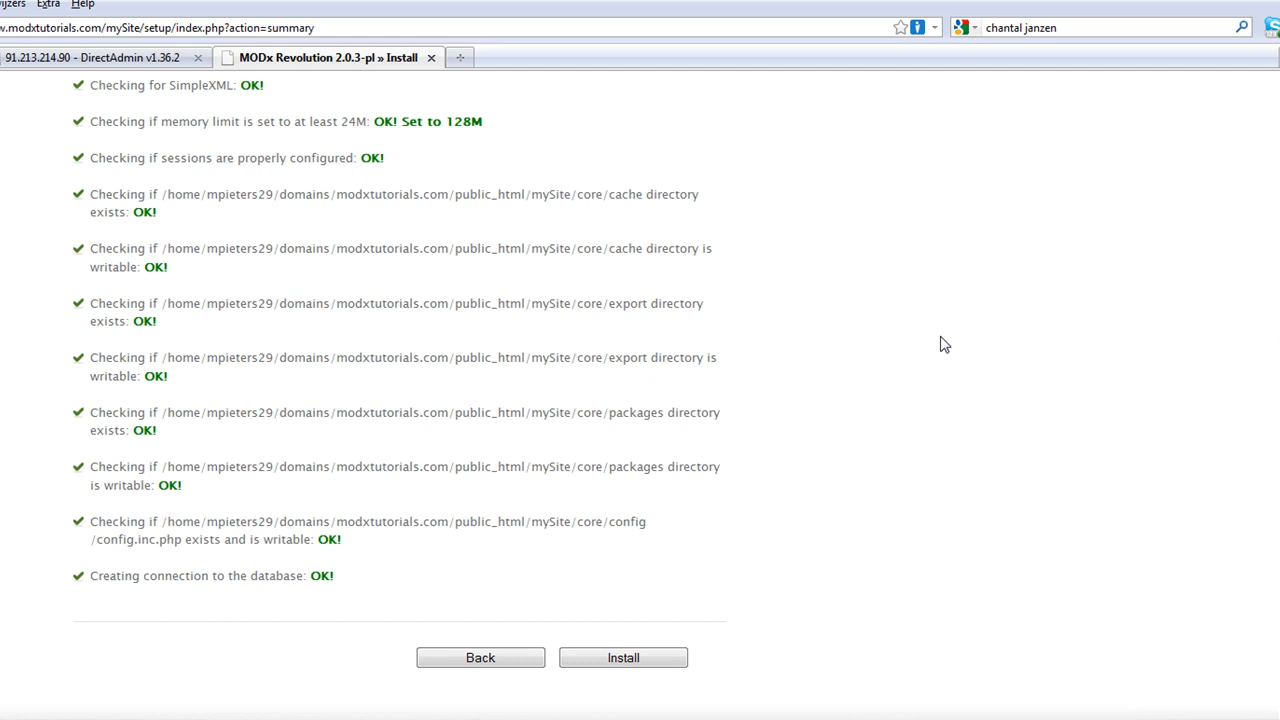 ijzers Extra Help
w.modxtutorials.com/mySite/setup/index.php?action=summary
chantal janzen
91.213.214.90 - DirectAdmin v1.36.2
MODx Revolution 2.0.3-pl » Install
Checking for SimpleXML: OK!
Checking if memory limit is set to at least 24M: OK! Set to 128M
Checking if sessions are properly configured: OK!
Checking if /home/mpieters29/domains/modxtutorials.com/public_html/mySite/core/cache directory
exists: OK!
Checking if /home/mpieters29/domains/modxtutorials.com/public_html/mySite/core/cache directory is
writable: OK!
Checking if /home/mpieters29/domains/modxtutorials.com/public_html/mySite/core/export directory
exists: OK!
Checking if /home/mpieters29/domains/modxtutorials.com/public_html/mySite/core/export directory is
writable: OK!
Checking if /home/mpieters29/domains/modxtutorials.com/public_html/mySite/core/packages directory
exists: OK!
Checking if /home/mpieters29/domains/modxtutorials.com/public_html/mySite/core/packages directory
is writable: OK!
Checking if /home/mpieters29/domains/modxtutorials.com/public_html/mySite/core/config
/config.inc.php exists and is writable: OK!
Creating connection to the database: OK!
Back
Install